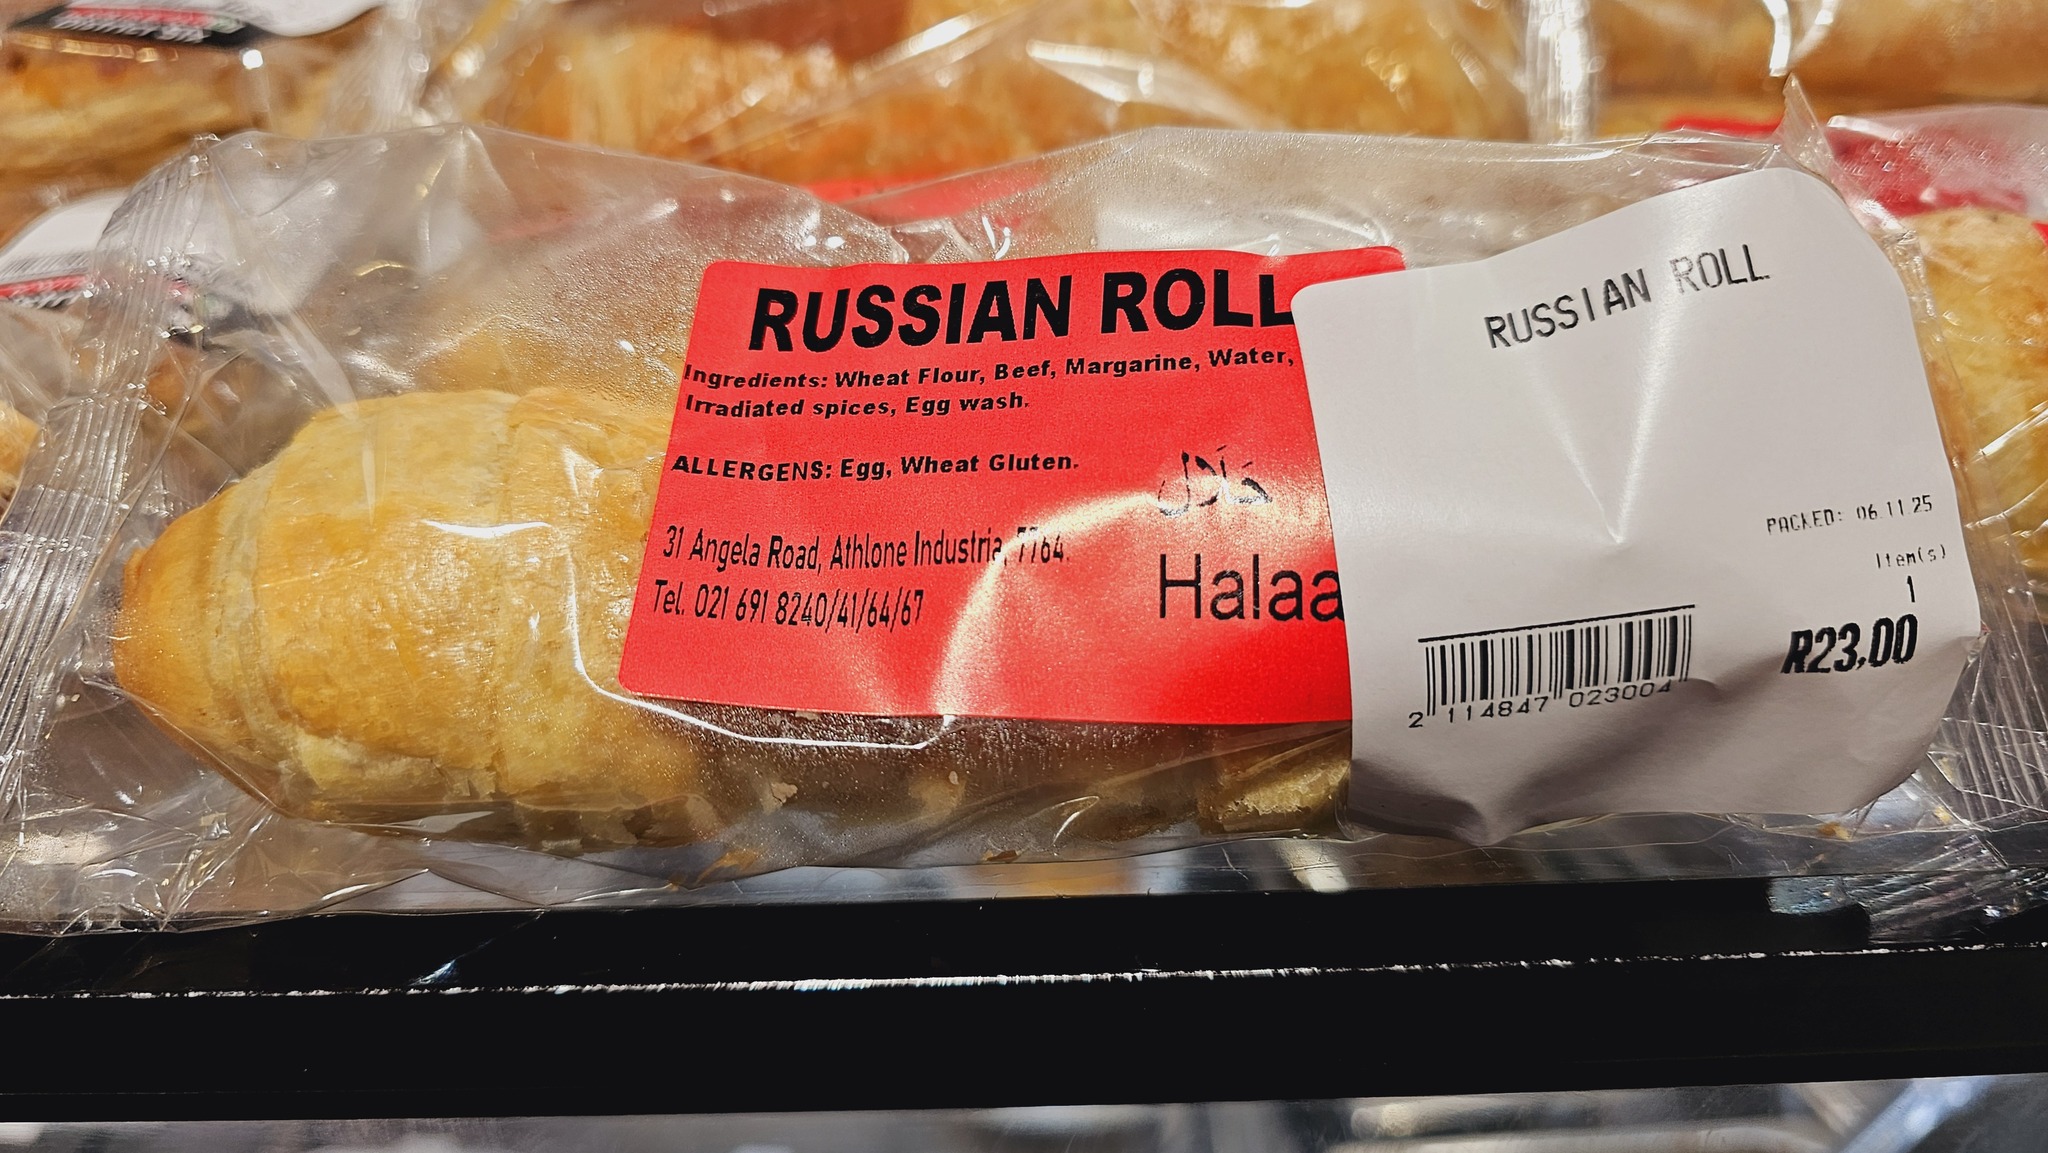 RUSSIAN ROLL
Ingredients: Wheat Flour, Beef, Margarine, Water,
Irradiated spices, Egg wash.
ALLERGENS: Egg, Wheat Gluten.
31 Angela Road, Athlone Industria, 7764.
Tel. 021 691 8240/41/64/67
حَلَال
Halaa
RUSSIAN ROLL
PACKED: 06.11.25
Item(s)
1
R23,00
2 114847 023004